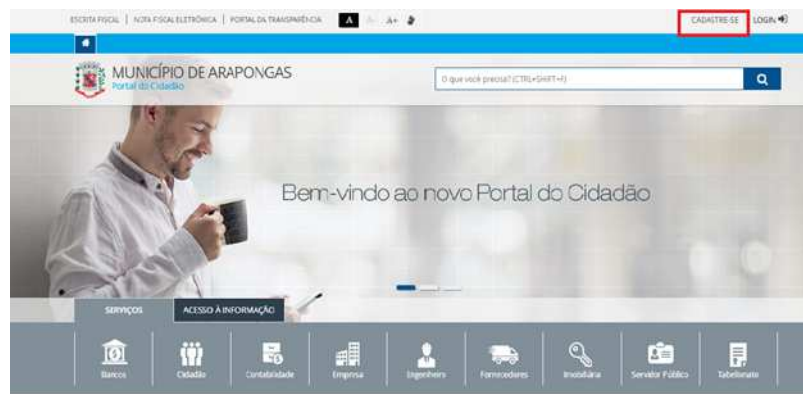 ESCRITA FISCAL | NOTA FISCAL ELETRÔNICA | PORTAL DA TRANSPARÊNCIA A A- A+ CADASTRE-SE LOGIN
MUNICÍPIO DE ARAPONGAS
Portal do Cidadão
O que você precisa? (CTRL+SHIFT+F)
Bem-vindo ao novo Portal do Cidadão
SERVIÇOS ACESSO À INFORMAÇÃO
Bancos Cidadão Contabilidade Empresa Engenheiro Fornecedores Imobiliária Servidor Público Tabelionato